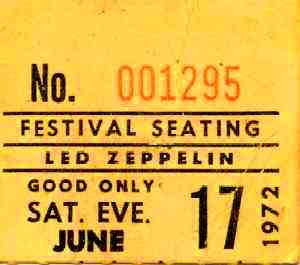 No. 001295
FESTIVAL SEATING
LED ZEPPELIN
GOOD ONLY
SAT. EVE.
JUNE 17 1972